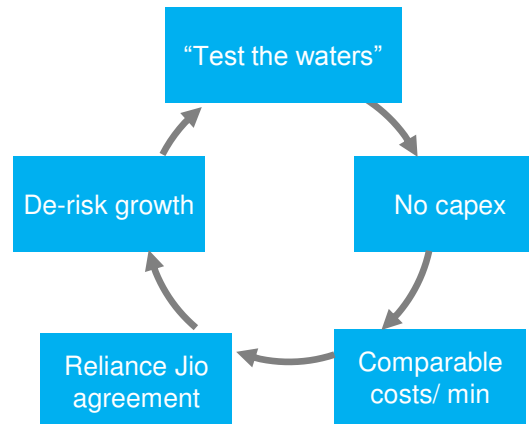 “Test the waters”
No capex
Comparable
costs/ min
Reliance Jio
agreement
De-risk growth